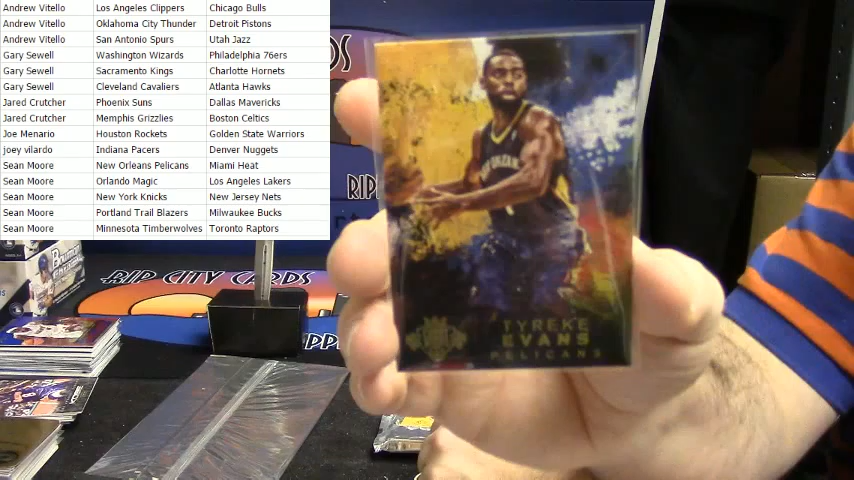 Andrew Vitello Los Angeles Clippers Chicago Bulls
Andrew Vitello Oklahoma City Thunder Detroit Pistons
Andrew Vitello San Antonio Spurs Utah Jazz
Gary Sewell Washington Wizards Philadelphia 76ers
Gary Sewell Sacramento Kings Charlotte Hornets
Gary Sewell Cleveland Cavaliers Atlanta Hawks
Jared Crutcher Phoenix Suns Dallas Mavericks
Jared Crutcher Memphis Grizzlies Boston Celtics
Joe Menario Houston Rockets Golden State Warriors
joey vilardo Indiana Pacers Denver Nuggets
Sean Moore New Orleans Pelicans Miami Heat
Sean Moore Orlando Magic Los Angeles Lakers
Sean Moore New York Knicks New Jersey Nets
Sean Moore Portland Trail Blazers Milwaukee Bucks
Sean Moore Minnesota Timberwolves Toronto Raptors
DS
RIP
TYREKE
EVANS
PELICANS
RIP CITY CARDS